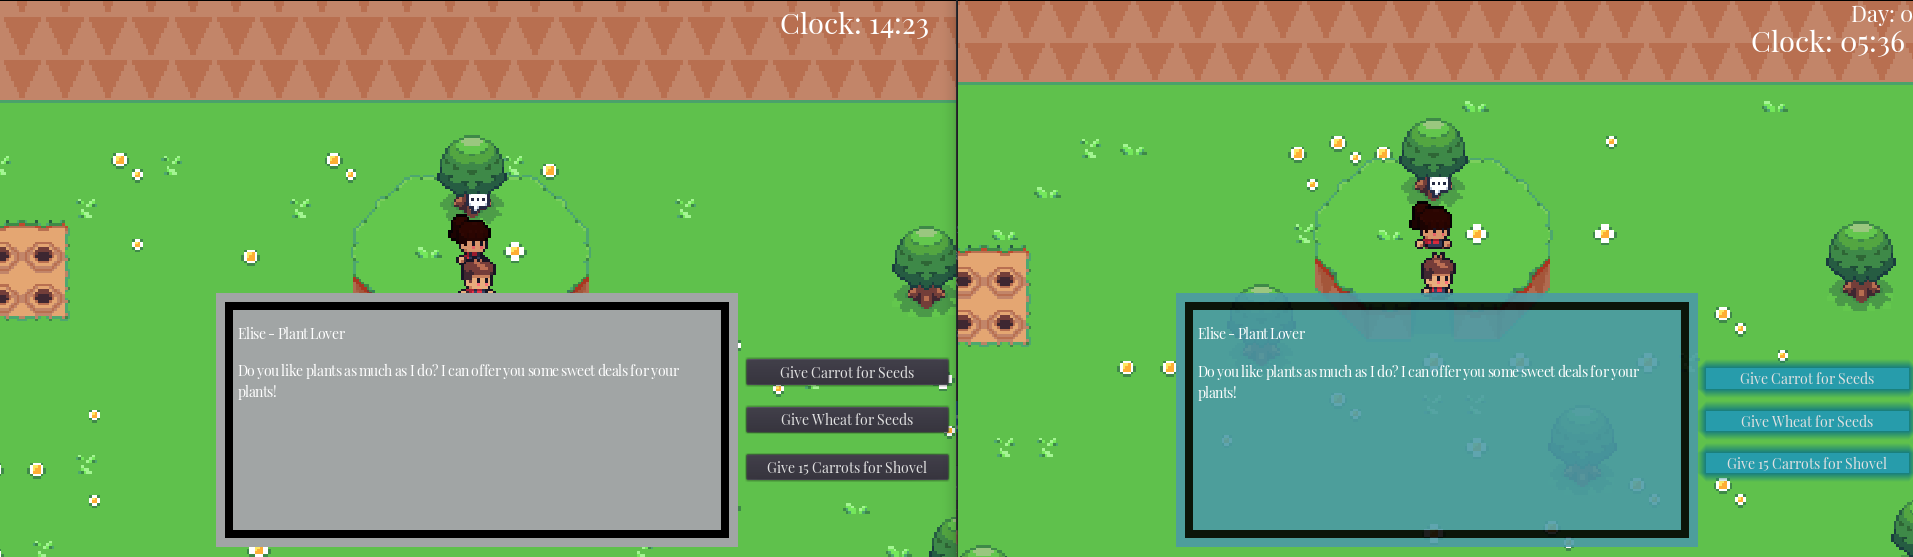 Clock: 14:23
Elise - Plant Lover
Do you like plants as much as I do? I can offer you some sweet deals for your
plants!
Give Carrot for Seeds
Give Wheat for Seeds
Give 15 Carrots for Shovel
Day: 0
Clock: 05:36
Elise - Plant Lover
Do you like plants as much as I do? I can offer you some sweet deals for your
plants!
Give Carrot for Seeds
Give Wheat for Seeds
Give 15 Carrots for Shovel